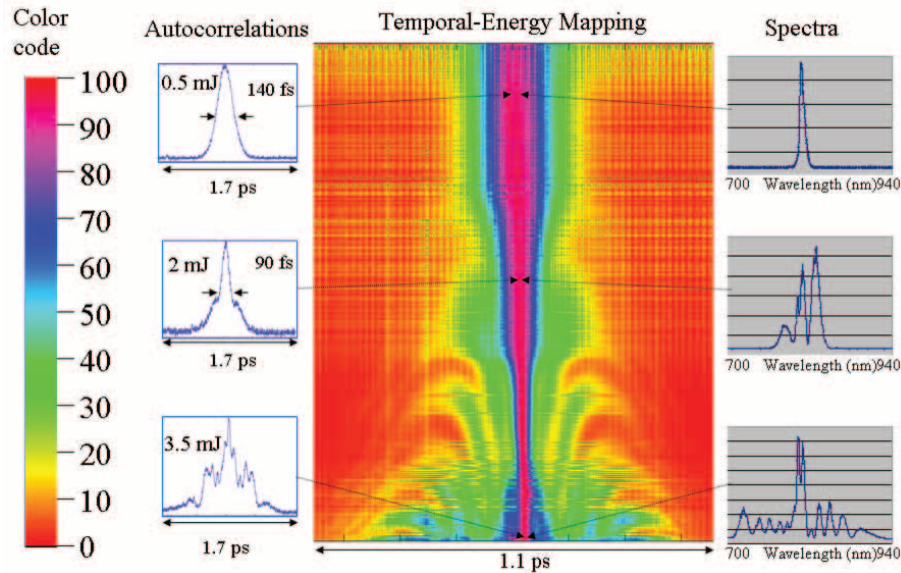 Color
code
Autocorrelations
Temporal-Energy Mapping
Spectra
100
90
80
70
60
50
40
30
20
10
0
0.5 mJ
140 fs
1.7 ps
2 mJ
90 fs
1.7 ps
3.5 mJ
1.7 ps
1.1 ps
700 Wavelength (nm)940
700 Wavelength (nm)940
700 Wavelength (nm)940